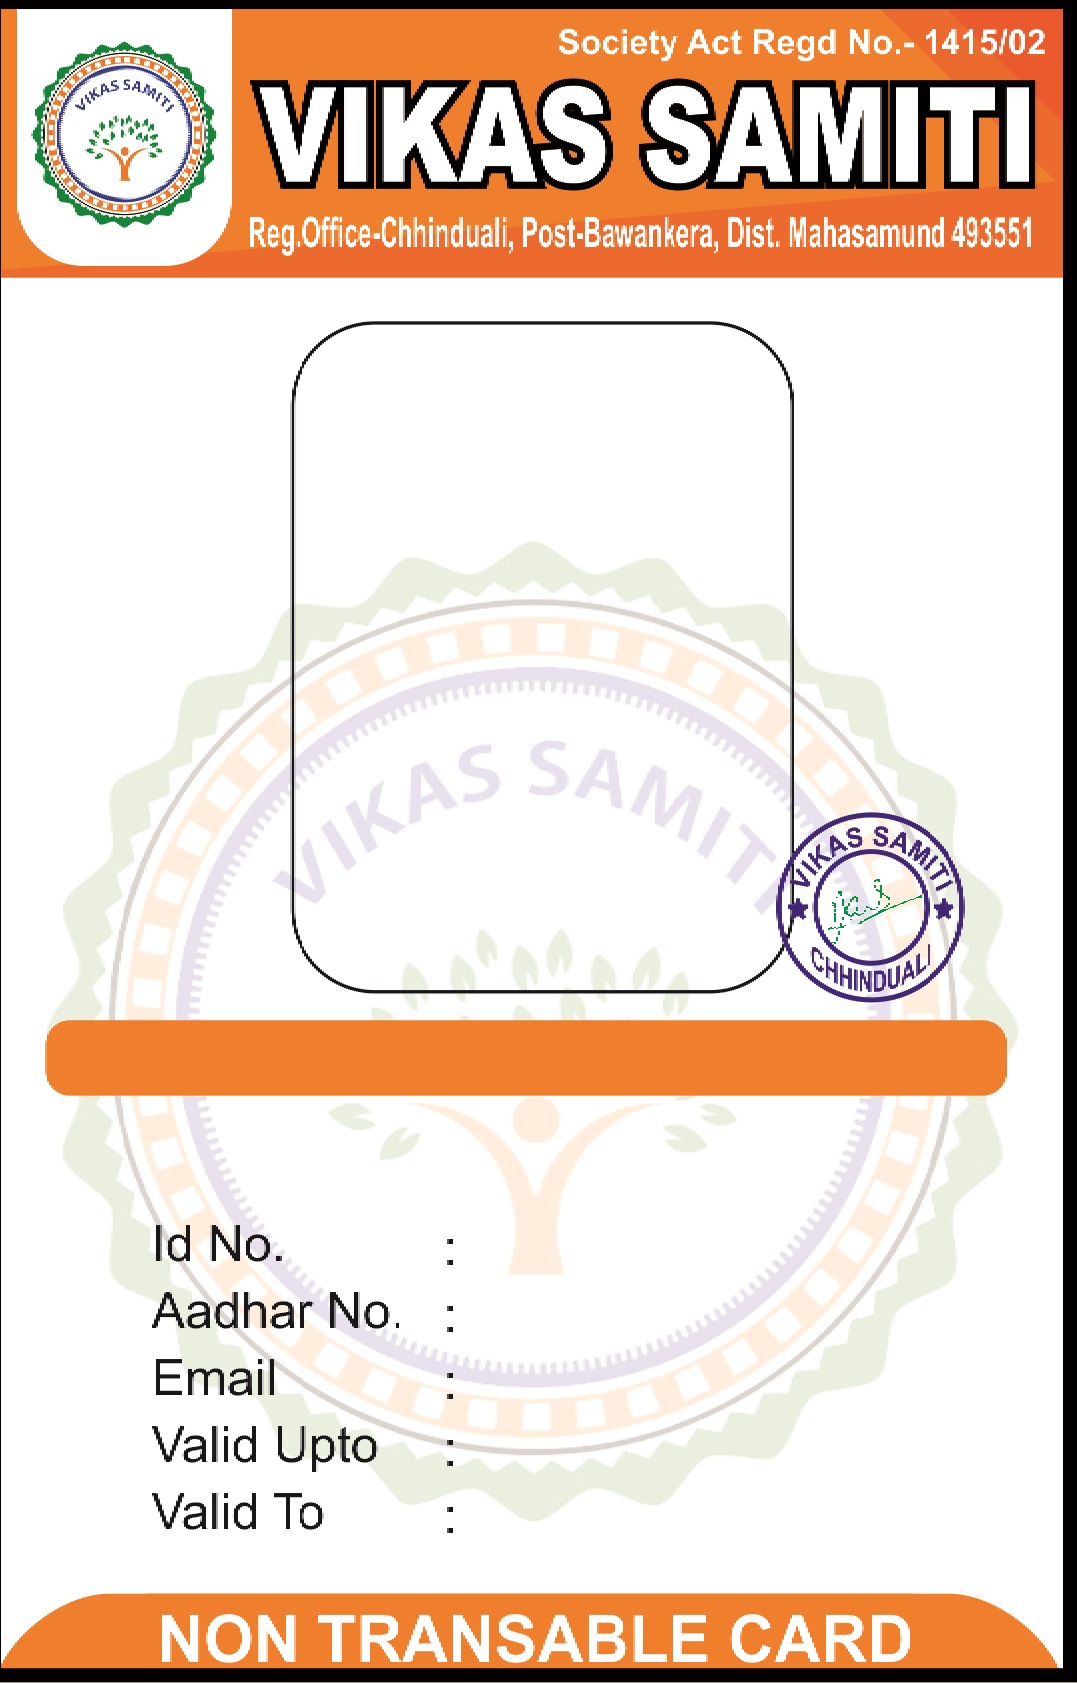 Society Act Regd No.- 1415/02
VIKAS SAMITI
VIKAS SAMITI
Reg.Office-Chhinduali, Post-Bawankera, Dist. Mahasamund 493551
VIKAS SAMITI
VIKAS SAMITI
CHHINDUALI
Id No. :
Aadhar No. :
Email :
Valid Upto :
Valid To :
NON TRANSABLE CARD